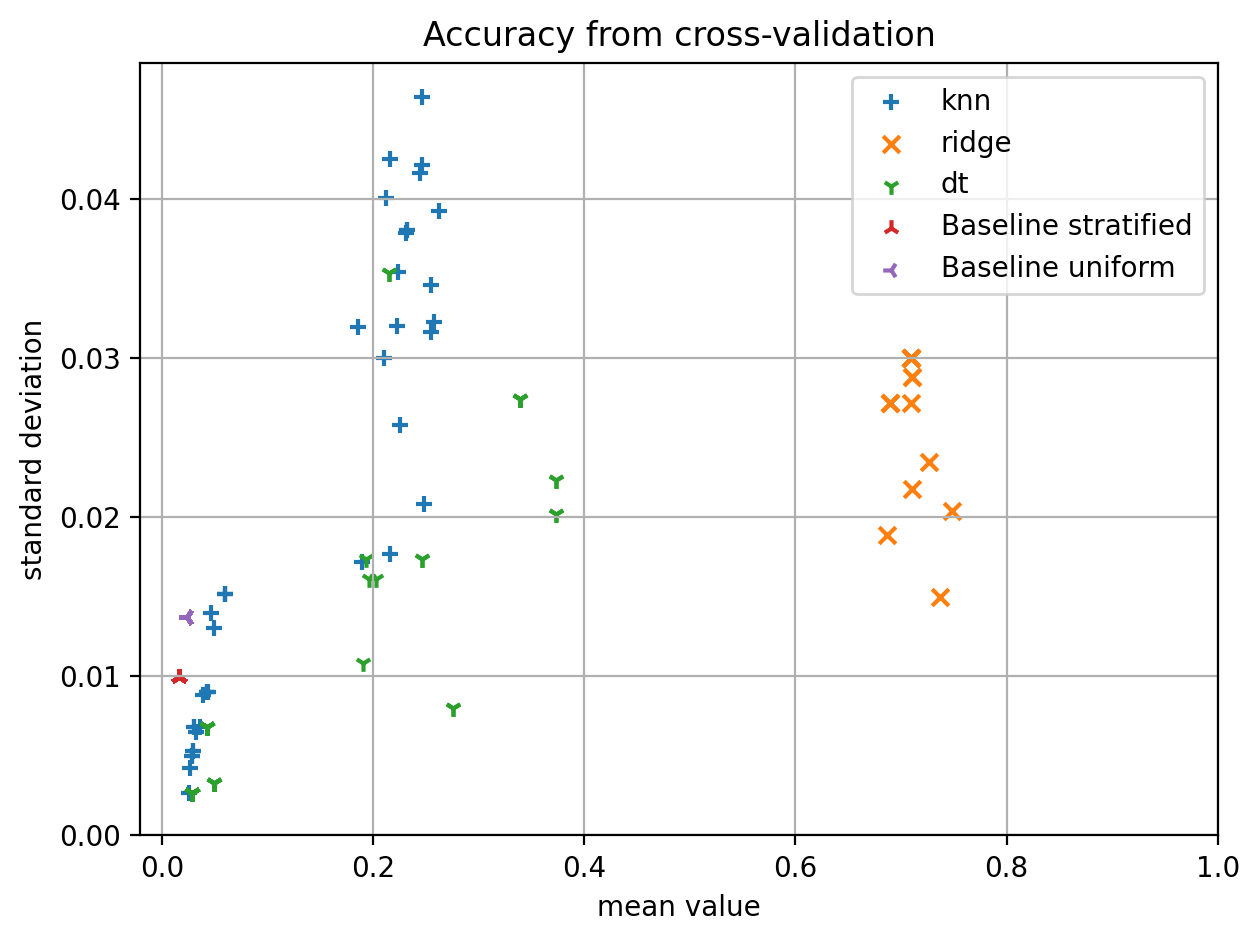 Accuracy from cross-validation
knn
ridge
dt
Baseline stratified
Baseline uniform
0.04
0.03
0.02
0.01
0.00
standard deviation
0.0 0.2 0.4 0.6 0.8 1.0
mean value